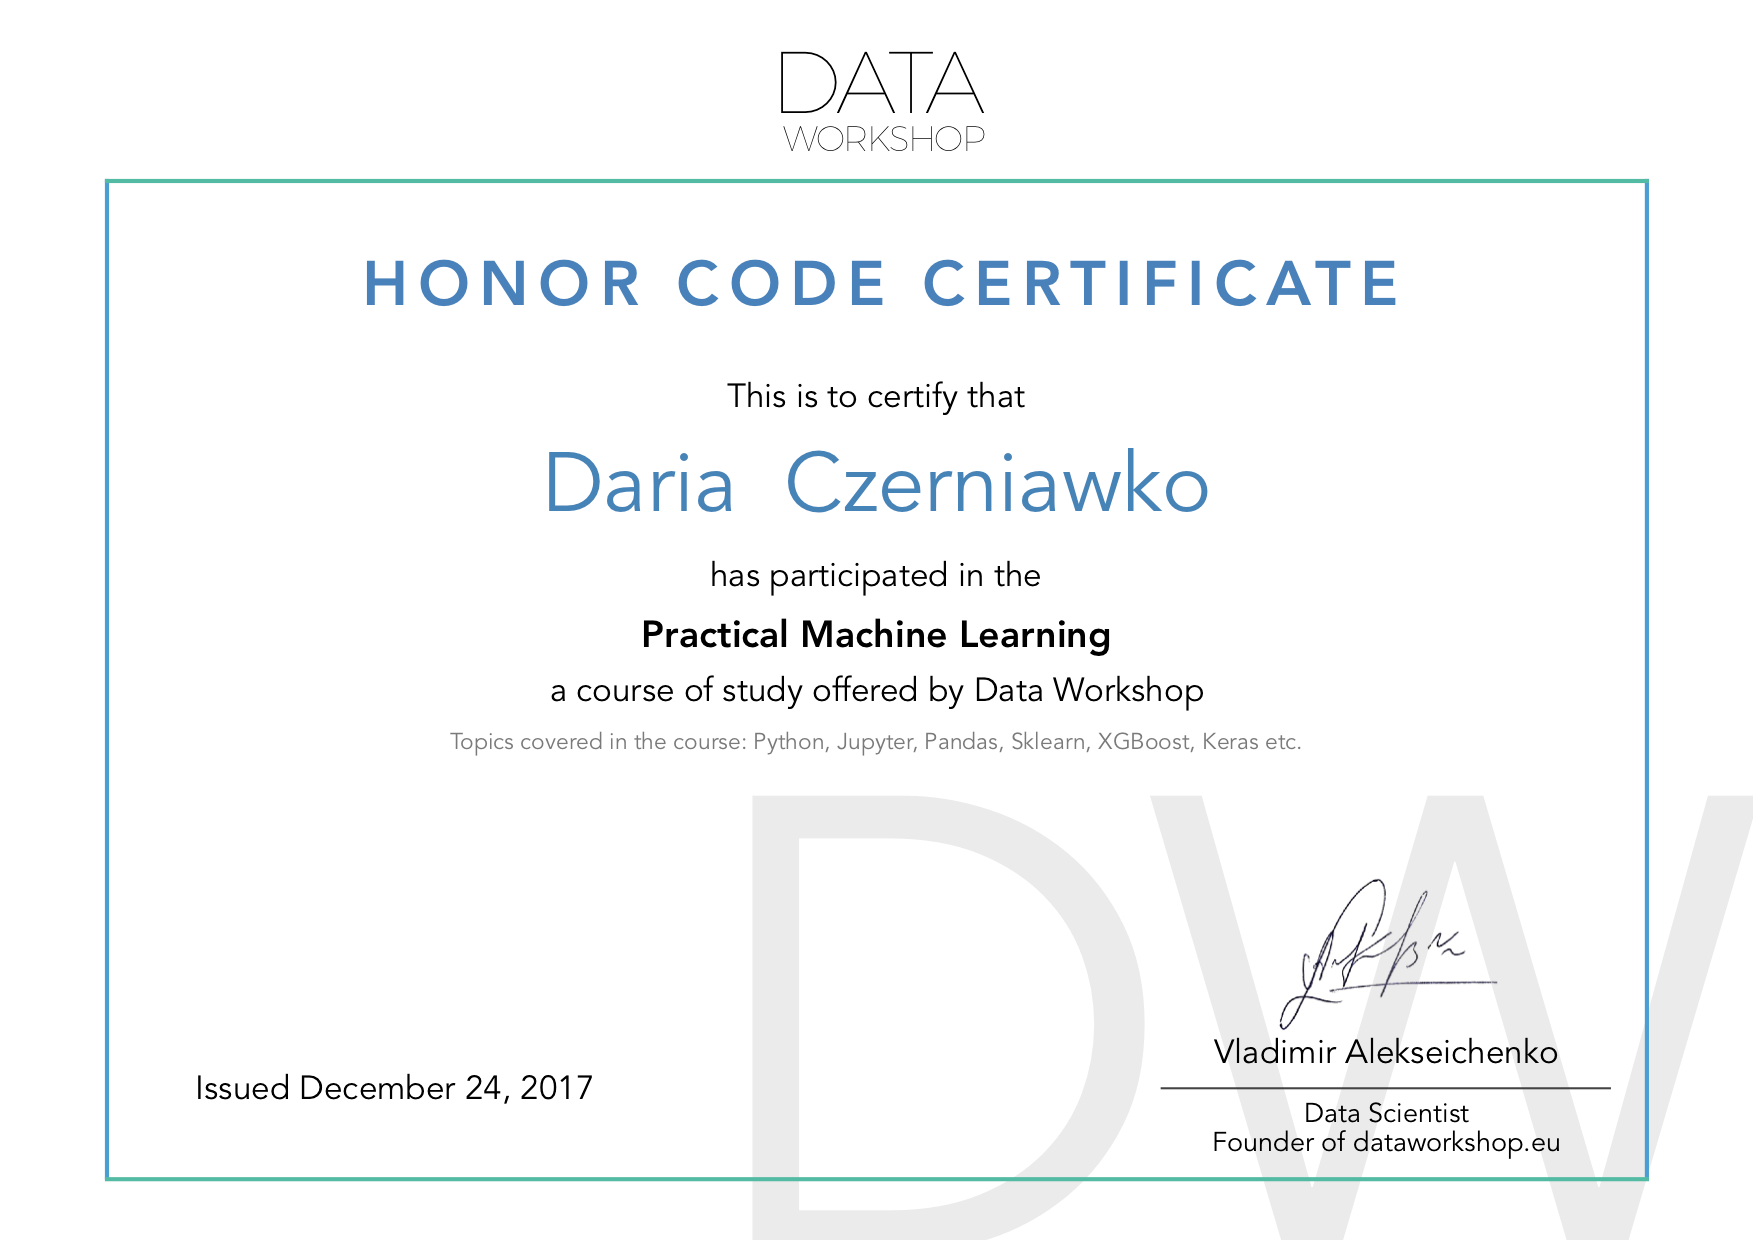 DATA
WORKSHOP
HONOR CODE CERTIFICATE
This is to certify that
Daria Czerniawko
has participated in the
Practical Machine Learning
a course of study offered by Data Workshop
Topics covered in the course: Python, Jupyter, Pandas, Sklearn, XGBoost, Keras etc.
DW
Vladimir Alekseichenko
Issued December 24, 2017
Data Scientist
Founder of dataworkshop.eu